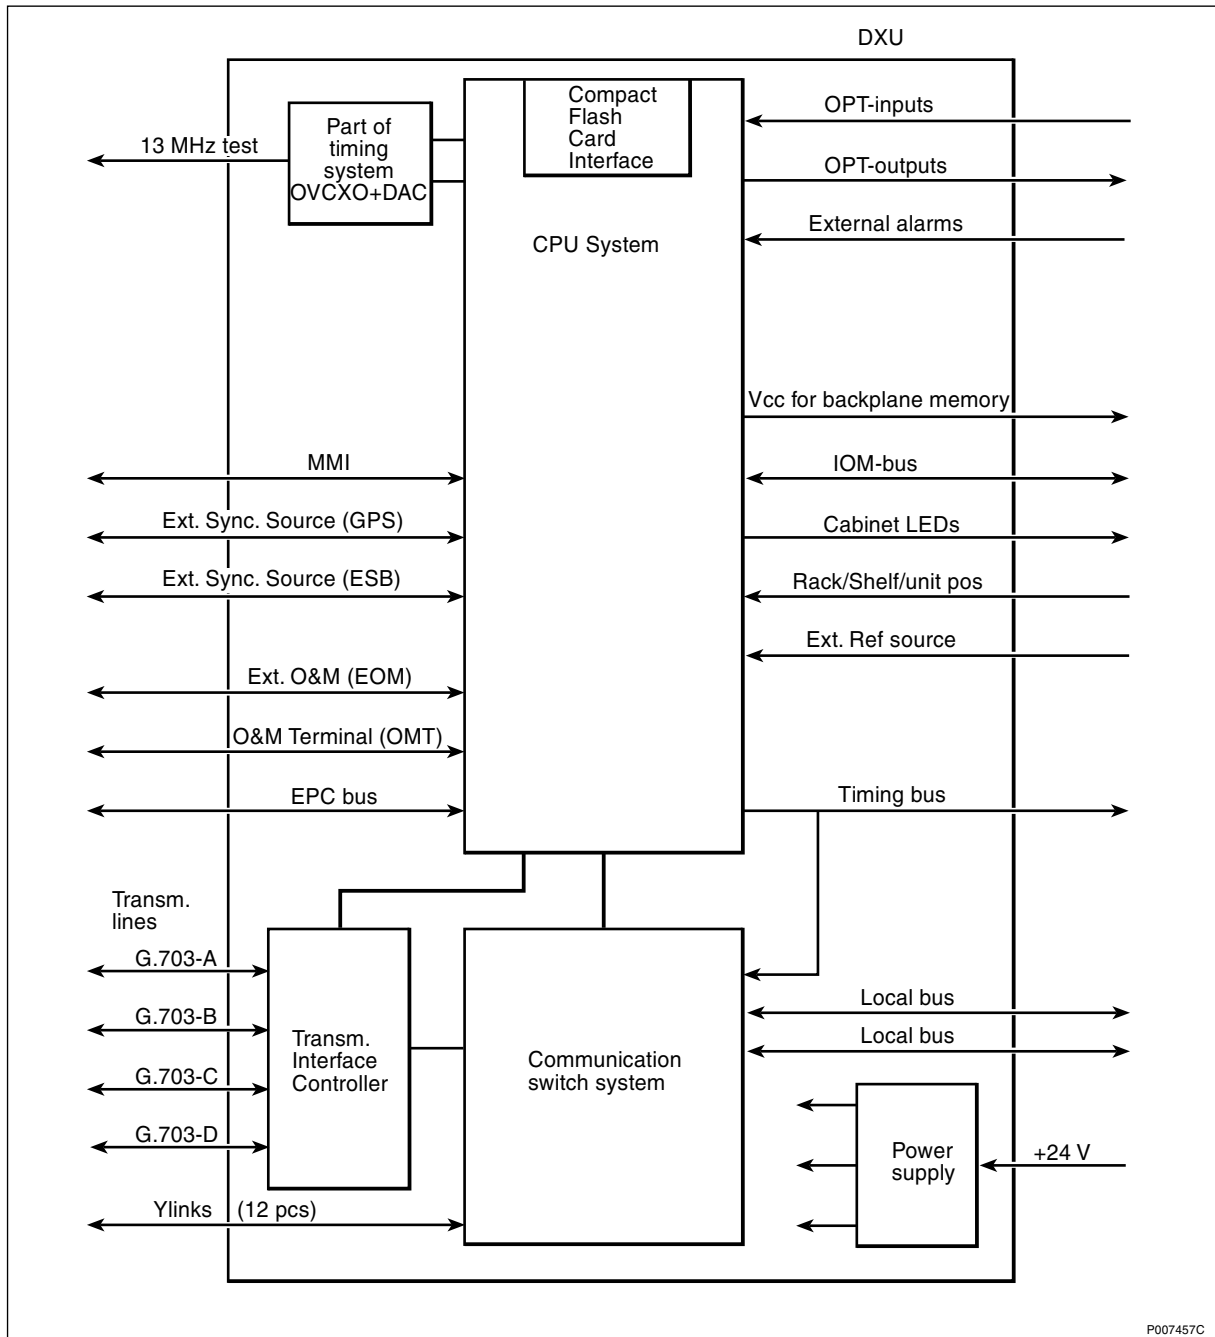 DXU
Compact
Flash
Card
Interface
Part of
timing
system
OVCXO+DAC
13 MHz test
OPT-inputs
OPT-outputs
External alarms
CPU System
Vcc for backplane memory
MMI
IOM-bus
Ext. Sync. Source (GPS)
Cabinet LEDs
Ext. Sync. Source (ESB)
Rack/Shelf/unit pos
Ext. Ref source
Ext. O&M (EOM)
O&M Terminal (OMT)
EPC bus
Timing bus
Transm.
lines
G.703-A
G.703-B
G.703-C
G.703-D
Transm.
Interface
Controller
Communication
switch system
Local bus
Local bus
Power
supply
+24 V
Ylinks (12 pcs)
P007457C